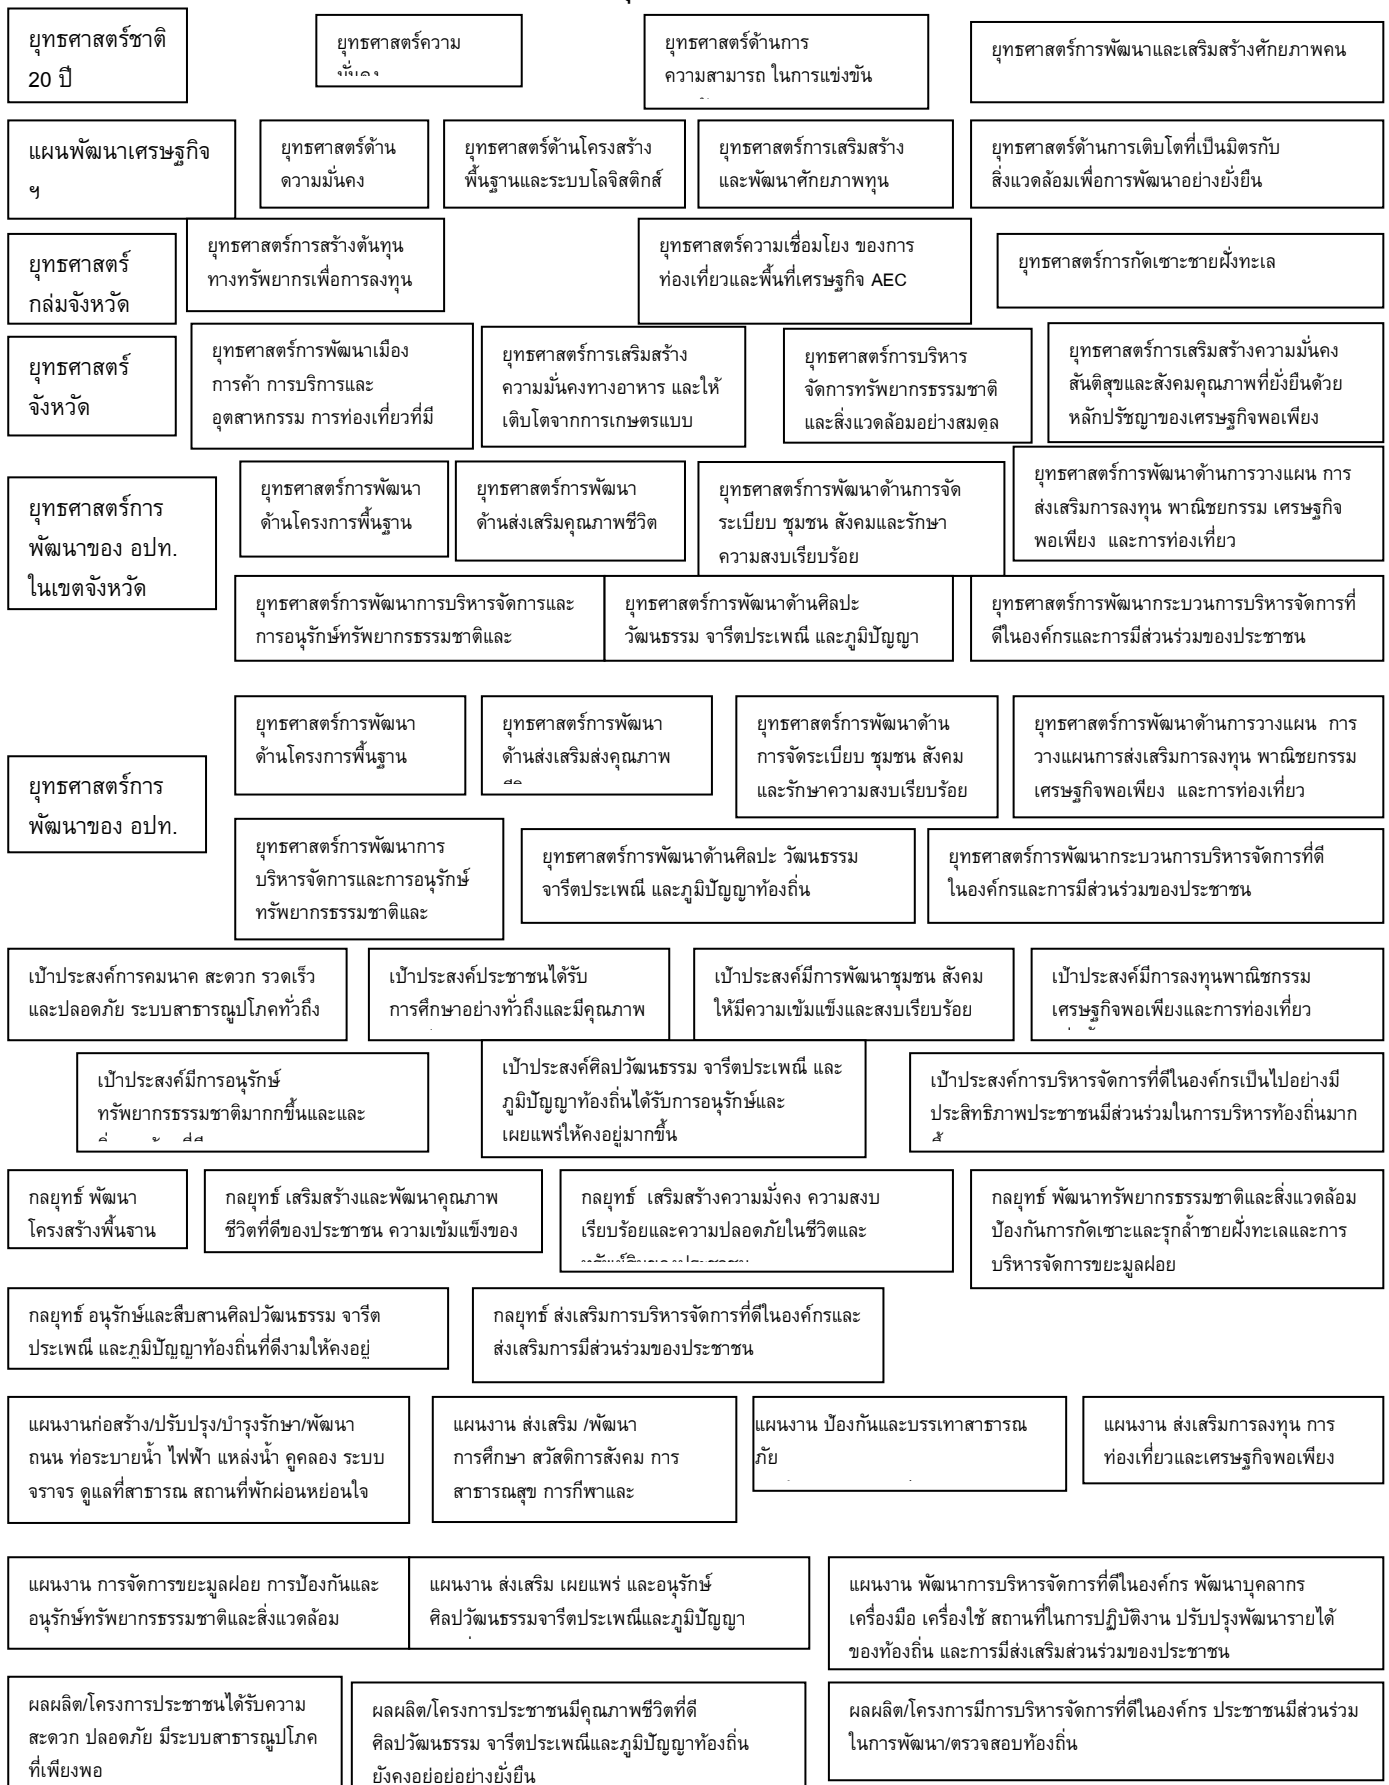 ยุทธศาสตร์ชาติ
20 ปี
ยุทธศาสตร์ความ
มั่นคง
ยุทธศาสตร์ด้านการ
ความสามารถ ในการแข่งขัน
ยุทธศาสตร์การพัฒนาและเสริมสร้างศักยภาพคน
แผนพัฒนาเศรษฐกิจ
ฯ
ยุทธศาสตร์ด้าน
ความมั่นคง
ยุทธศาสตร์ด้านโครงสร้าง
พื้นฐานและระบบโลจิสติกส์
ยุทธศาสตร์การเสริมสร้าง
และพัฒนาศักยภาพทุน
ยุทธศาสตร์ด้านการเติบโตที่เป็นมิตรกับ
สิ่งแวดล้อมเพื่อการพัฒนาอย่างยั่งยืน
ยุทธศาสตร์
กลุ่มจังหวัด
ยุทธศาสตร์การสร้างต้นทุน
ทางทรัพยากรเพื่อการลงทุน
ยุทธศาสตร์ความเชื่อมโยง ของการ
ท่องเที่ยวและพื้นที่เศรษฐกิจ AEC
ยุทธศาสตร์การกัดเซาะชายฝั่งทะเล
ยุทธศาสตร์
จังหวัด
ยุทธศาสตร์การพัฒนาเมือง
การค้า การบริการและ
อุตสาหกรรม การท่องเที่ยวที่มี
ยุทธศาสตร์การเสริมสร้าง
ความมั่นคงทางอาหาร และให้
เติบโตจากการเกษตรแบบ
ยุทธศาสตร์การบริหาร
จัดการทรัพยากรธรรมชาติ
และสิ่งแวดล้อมอย่างสมดุล
ยุทธศาสตร์การเสริมสร้างความมั่นคง
สันติสุขและสังคมคุณภาพที่ยั่งยืนด้วย
หลักปรัชญาของเศรษฐกิจพอเพียง
ยุทธศาสตร์การ
พัฒนาของ อปท.
ในเขตจังหวัด
ยุทธศาสตร์การพัฒนา
ด้านโครงการพื้นฐาน
ยุทธศาสตร์การพัฒนา
ด้านส่งเสริมคุณภาพชีวิต
ยุทธศาสตร์การพัฒนาด้านการจัด
ระเบียบ ชุมชน สังคมและรักษา
ความสงบเรียบร้อย
ยุทธศาสตร์การพัฒนาด้านการวางแผน การ
ส่งเสริมการลงทุน พาณิชยกรรม เศรษฐกิจ
พอเพียง และการท่องเที่ยว
ยุทธศาสตร์การพัฒนาการบริหารจัดการและ
การอนุรักษ์ทรัพยากรธรรมชาติและ
ยุทธศาสตร์การพัฒนาด้านศิลปะ
วัฒนธรรม จารีตประเพณี และภูมิปัญญา
ยุทธศาสตร์การพัฒนากระบวนการบริหารจัดการที่
ดีในองค์กรและการมีส่วนร่วมของประชาชน
ยุทธศาสตร์การ
พัฒนาของ อปท.
ยุทธศาสตร์การพัฒนา
ด้านโครงการพื้นฐาน
ยุทธศาสตร์การพัฒนา
ด้านส่งเสริมส่งคุณภาพ
ยุทธศาสตร์การพัฒนาด้าน
การจัดระเบียบ ชุมชน สังคม
และรักษาความสงบเรียบร้อย
ยุทธศาสตร์การพัฒนาด้านการวางแผน การ
วางแผนการส่งเสริมการลงทุน พาณิชยกรรม
เศรษฐกิจพอเพียง และการท่องเที่ยว
ยุทธศาสตร์การพัฒนาการ
บริหารจัดการและการอนุรักษ์
ทรัพยากรธรรมชาติและ
ยุทธศาสตร์การพัฒนาด้านศิลปะ วัฒนธรรม
จารีตประเพณี และภูมิปัญญาท้องถิ่น
ยุทธศาสตร์การพัฒนากระบวนการบริหารจัดการที่ดี
ในองค์กรและการมีส่วนร่วมของประชาชน
เป้าประสงค์การคมนาค สะดวก รวดเร็ว
และปลอดภัย ระบบสาธารณูปโภคทั่วถึง
เป้าประสงค์ประชาชนได้รับ
การศึกษาอย่างทั่วถึงและมีคุณภาพ
เป้าประสงค์มีการพัฒนาชุมชน สังคม
ให้มีความเข้มแข็งและสงบเรียบร้อย
เป้าประสงค์มีการลงทุนพาณิชกรรม
เศรษฐกิจพอเพียงและการท่องเที่ยว
เป้าประสงค์มีการอนุรักษ์
ทรัพยากรธรรมชาติมากกขึ้นและและ
เป้าประสงค์ศิลปวัฒนธรรม จารีตประเพณี และ
ภูมิปัญญาท้องถิ่นได้รับการอนุรักษ์และ
เผยแพร่ให้คงอยู่มากขึ้น
เป้าประสงค์การบริหารจัดการที่ดีในองค์กรเป็นไปอย่างมี
ประสิทธิภาพประชาชนมีส่วนร่วมในการบริหารท้องถิ่นมาก
กลยุทธ์ พัฒนา
โครงสร้างพื้นจาน
กลยุทธ์ เสริมสร้างและพัฒนาคุณภาพ
ชีวิตที่ดีของประชาชน ความเข้มแข็งของ
กลยุทธ์ เสริมสร้างความมั่งคง ความสงบ
เรียบร้อยและความปลอดภัยในชีวิตและ
กลยุทธ์ พัฒนาทรัพยากรธรรมชาติและสิ่งแวดล้อม
ป้องกันการกัดเซาะและรุกล้ำชายฝั่งทะเลและการ
บริหารจัดการขยะมูลฝอย
กลยุทธ์ อนุรักษ์และสืบสานศิลปวัฒนธรรม จารีต
ประเพณี และภูมิปัญญาท้องถิ่นที่ดีงามให้คงอยู่
กลยุทธ์ ส่งเสริมการบริหารจัดการที่ดีในองค์กรและ
ส่งเสริมการมีส่วนร่วมของประชาชน
แผนงานก่อสร้าง/ปรับปรุง/บำรุงรักษา/พัฒนา
ถนน ท่อระบายน้ำ ไฟฟ้า แหล่งน้ำ คูคลอง ระบบ
จราจร ดูแลที่สาธารณ สถานที่พักผ่อนหย่อนใจ
แผนงาน ส่งเสริม /พัฒนา
การศึกษา สวัสดิการสังคม การ
สาธารณสุข การกีฬาและ
แผนงาน ป้องกันและบรรเทาสาธารณ
ภัย
แผนงาน ส่งเสริมการลงทุน การ
ท่องเที่ยวและเศรษฐกิจพอเพียง
แผนงาน การจัดการขยะมูลฝอย การป้องกันและ
อนุรักษ์ทรัพยากรธรรมชาติและสิ่งแวดล้อม
แผนงาน ส่งเสริม เผยแพร่ และอนุรักษ์
ศิลปวัฒนธรรมจารีตประเพณีและภูมิปัญญา
แผนงาน พัฒนาการบริหารจัดการที่ดีในองค์กร พัฒนาบุคลากร
เครื่องมือ เครื่องใช้ สถานที่ในการปฏิบัติงาน ปรับปรุงพัฒนารายได้
ของท้องถิ่น และการมีส่งเสริมส่วนร่วมของประชาชน
ผลผลิต/โครงการประชาชนได้รับความ
สะดวก ปลอดภัย มีระบบสาธารณูปโภค
ที่เพียงพอ
ผลผลิต/โครงการประชาชนมีคุณภาพชีวิตที่ดี
ศิลปวัฒนธรรม จารีตประเพณีและภูมิปัญญาท้องถิ่น
ยังคงอยู่อย่อย่างยั่งยืน
ผลผลิต/โครงการมีการบริหารจัดการที่ดีในองค์กร ประชาชนมีส่วนร่วม
ในการพัฒนา/ตรวจสอบท้องถิ่น